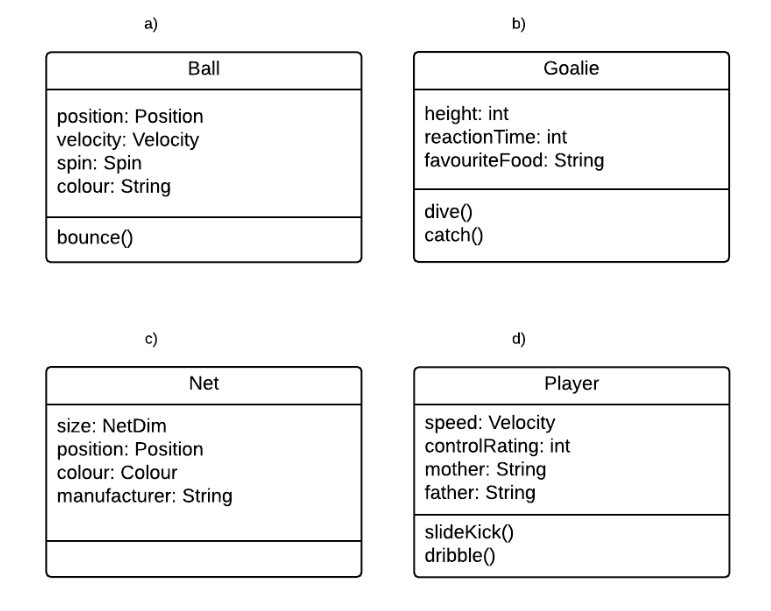 a)
Ball
position: Position
velocity: Velocity
spin: Spin
colour: String
bounce()
b)
Goalie
height: int
reactionTime: int
favouriteFood: String
dive()
catch()
c)
Net
size: NetDim
position: Position
colour: Colour
manufacturer: String
d)
Player
speed: Velocity
controlRating: int
mother: String
father: String
slideKick()
dribble()